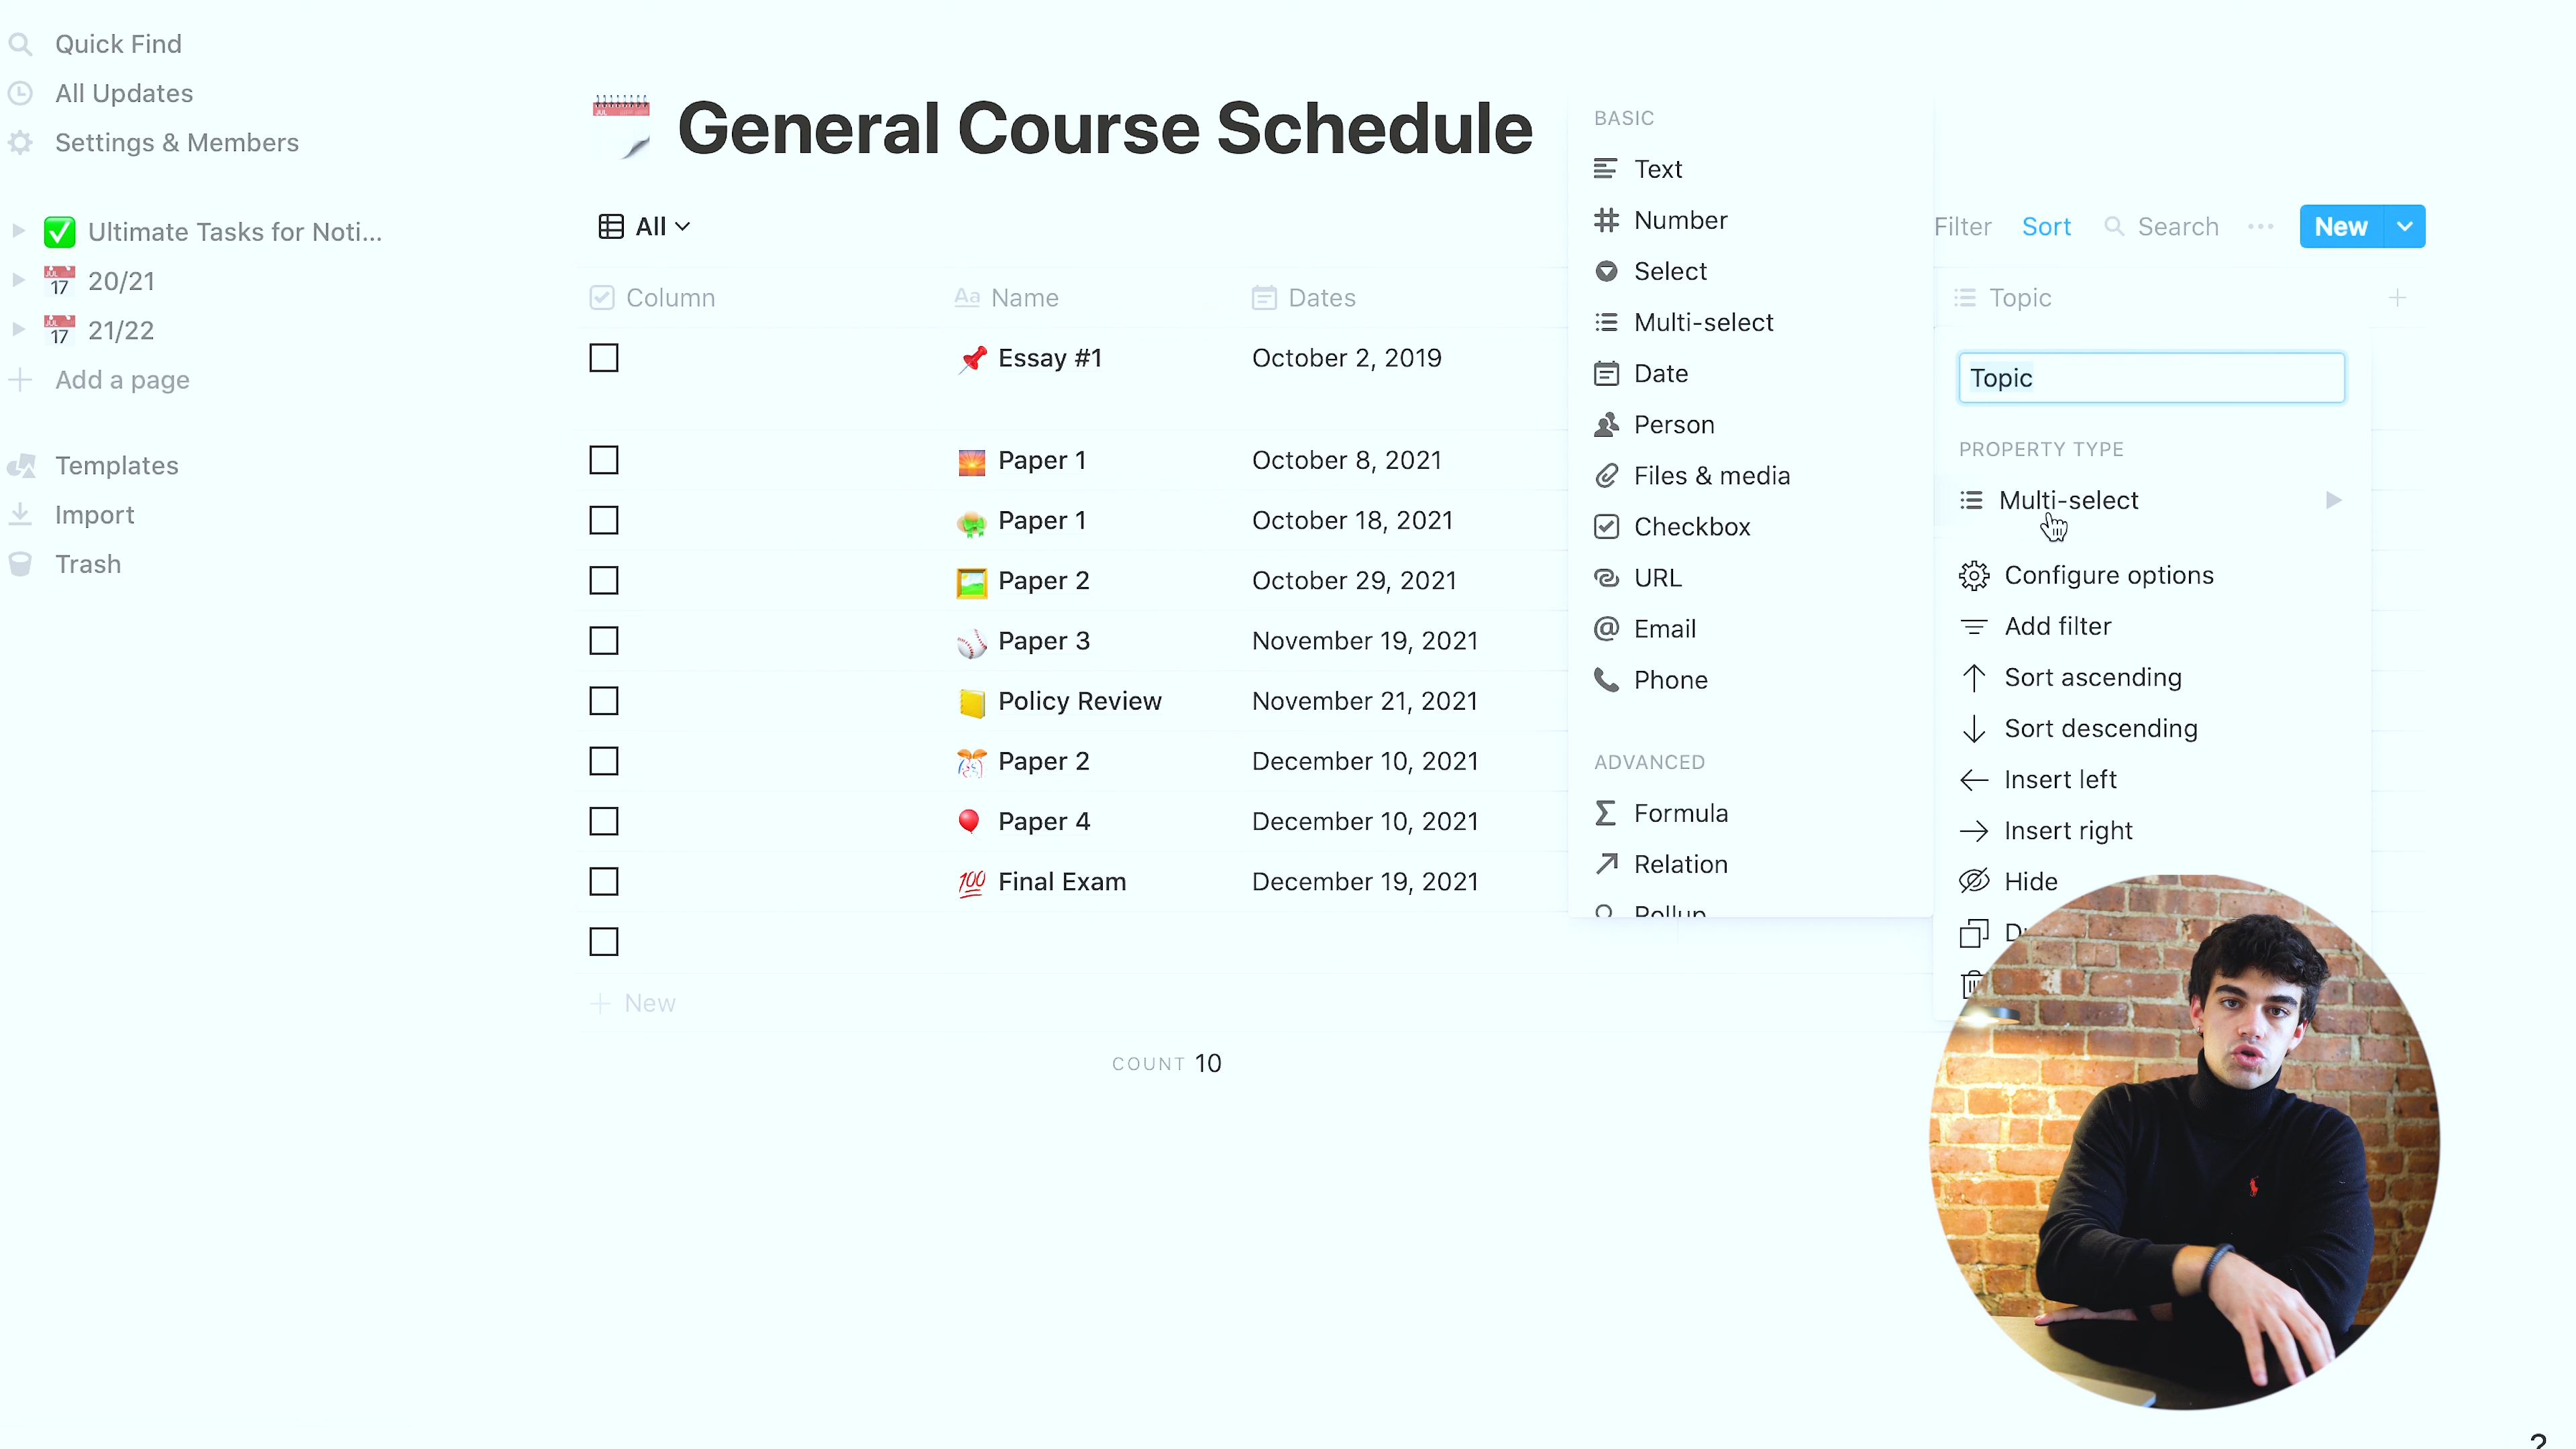 Quick Find
All Updates
Settings & Members
Ultimate Tasks for Noti...
20/21
21/22
Add a page
Templates
Import
Trash
General Course Schedule
All
Filter Sort Search New
Column Name Dates Topic
Essay #1 October 2, 2019
Paper 1 October 8, 2021
Paper 1 October 18, 2021
Paper 2 October 29, 2021
Paper 3 November 19, 2021
Policy Review November 21, 2021
Paper 2 December 10, 2021
Paper 4 December 10, 2021
Final Exam December 19, 2021
New
COUNT 10
BASIC
Text
Number
Select
Multi-select
Date
Person
Files & media
Checkbox
URL
Email
Phone
ADVANCED
Formula
Relation
Rollup
Topic
PROPERTY TYPE
Multi-select
Configure options
Add filter
Sort ascending
Sort descending
Insert left
Insert right
Hide
?